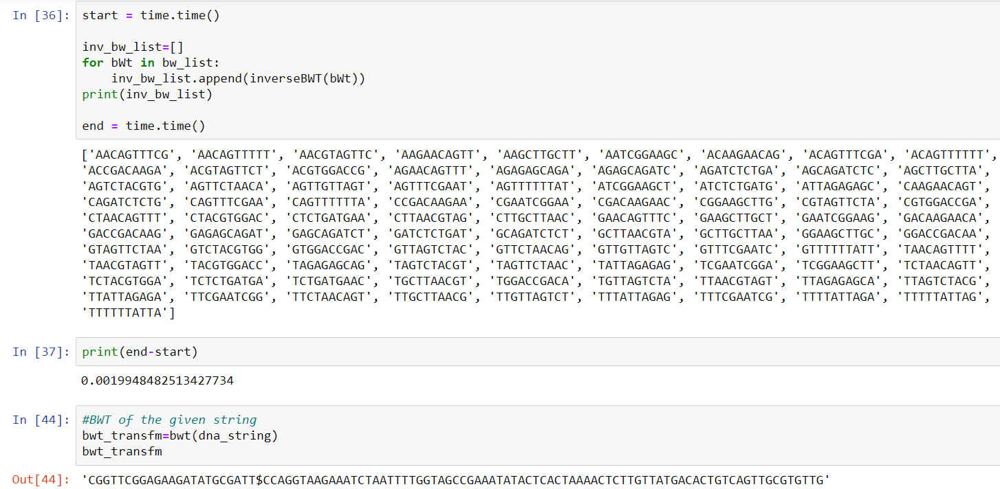 In [36]: start = time.time()
inv_bw_list=[]
for bWt in bw_list:
    inv_bw_list.append(inverseBWT(bWt))
print(inv_bw_list)
end = time.time()
['AACAGTTTCG', 'AACAGTTTTT', 'AACGTAGTTC', 'AAGAACAGTT', 'AAGCTTGCTT', 'AATCGGAAGC', 'ACAAGAACAG', 'ACAGTTTCGA', 'ACAGTTTTTT',
'ACCGACAAGA', 'ACGTAGTTCT', 'ACGTGGACCG', 'AGAACAGTTT', 'AGAGAGCAGA', 'AGAGCAGATC', 'AGATCTCTGA', 'AGCAGATCTC', 'AGCTTGCTTA',
'AGTCTACGTG', 'AGTTCTAACA', 'AGTTGTTAGT', 'AGTTTCGAAT', 'AGTTTTTTAT', 'ATCGGAAGCT', 'ATCTCTGATG', 'ATTAGAGAGC', 'CAAGAACAGT',
'CAGATCTCTG', 'CAGTTTCGAA', 'CAGTTTTTTA', 'CCGACAAGAA', 'CGAATCGGAA', 'CGACAAGAAC', 'CGGAAGCTTG', 'CGTAGTTCTA', 'CGTGGACCGA',
'CTAACAGTTT', 'CTACGTGGAC', 'CTCTGATGAA', 'CTTAACGTAG', 'CTTGCTTAAC', 'GAACAGTTTC', 'GAAGCTTGCT', 'GAATCGGAAG', 'GACAAGAACA',
'GACCGACAAG', 'GAGAGCAGAT', 'GAGCAGATCT', 'GATCTCTGAT', 'GCAGATCTCT', 'GCTTAACGTA', 'GCTTGCTTAA', 'GGAAGCTTGC', 'GGACCGACAA',
'GTAGTTCTAA', 'GTCTACGTGG', 'GTGGACCGAC', 'GTTAGTCTAC', 'GTTCTAACAG', 'GTTGTTAGTC', 'GTTTCGAATC', 'GTTTTTTATT', 'TAACAGTTTT',
'TAACGTAGTT', 'TACGTGGACC', 'TAGAGAGCAG', 'TAGTCTACGT', 'TAGTTCTAAC', 'TATTAGAGAG', 'TCGAATCGGA', 'TCGGAAGCTT', 'TCTAACAGTT',
'TCTACGTGGA', 'TCTCTGATGA', 'TCTGATGAAC', 'TGCTTAACGT', 'TGGACCGACA', 'TGTTAGTCTA', 'TTAACGTAGT', 'TTAGAGAGCA', 'TTAGTCTACG',
'TTATTAGAGA', 'TTCGAATCGG', 'TTCTAACAGT', 'TTGCTTAACG', 'TTGTTAGTCT', 'TTTATTAGAG', 'TTTCGAATCG', 'TTTTATTAGA', 'TTTTTATTAG',
'TTTTTTATTA']
In [37]: print(end-start)
0.0019948482513427734
In [44]: #BWT of the given string
bwt_transfm=bwt(dna_string)
bwt_transfm
Out[44]: 'CGGTTCGGAGAAGATATGCGATT$CCAGGTAAGAAATCTAATTTTGGTAGCCGAAATATACTCACTAAAACTCTTGTTATGACACTGTCAGTTGCGTGTTG'